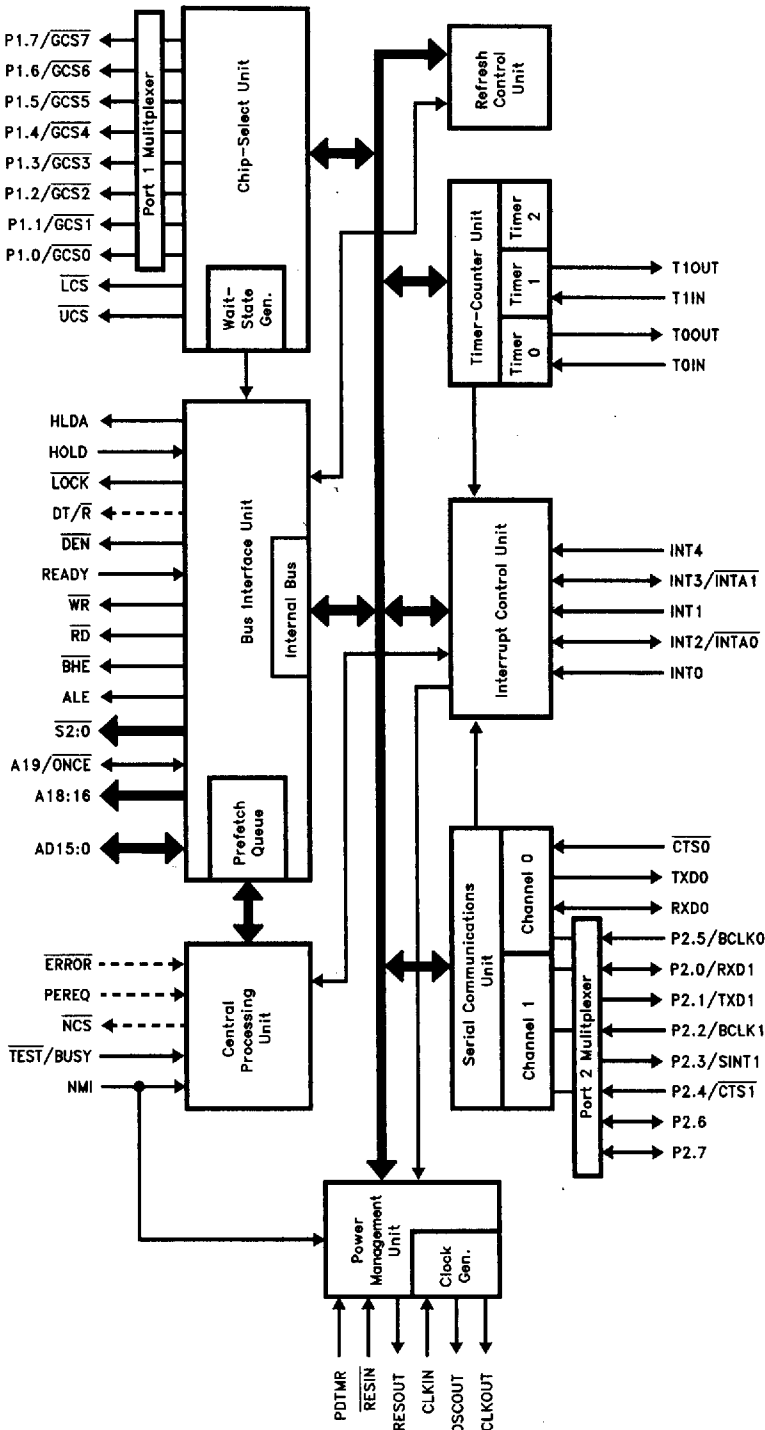 P1.7/GCS7
P1.6/GCS6
P1.5/GCS5
P1.4/GCS4
P1.3/GCS3
P1.2/GCS2
P1.1/GCS1
P1.0/GCS0
LCS
UCS
Port 1 Mulitplexer
Chip-Select Unit
Wait-
State
Gen.
Refresh
Control
Unit
Timer-Counter Unit
Timer
2
Timer
1
Timer
0
T1OUT
T1IN
T0OUT
T0IN
HLDA
HOLD
LOCK
DT/R
DEN
READY
WR
RD
BHE
ALE
S2:0
A19/ONCE
A18:16
AD15:0
Bus Interface Unit
Internal Bus
Prefetch
Queue
Interrupt Control Unit
INT4
INT3/INTA1
INT1
INT2/INTA0
INT0
ERROR
PEREQ
NCS
TEST/BUSY
NMI
Central
Processing
Unit
Serial Communications
Unit
Channel 0
Channel 1
Port 2 Mulitplexer
CTS0
TXD0
RXD0
P2.5/BCLK0
P2.0/RXD1
P2.1/TXD1
P2.2/BCLK1
P2.3/SINT1
P2.4/CTS1
P2.6
P2.7
Power
Management
Unit
Clock
Gen.
PDTMR
RESIN
RESOUT
CLKIN
OSCOUT
CLKOUT